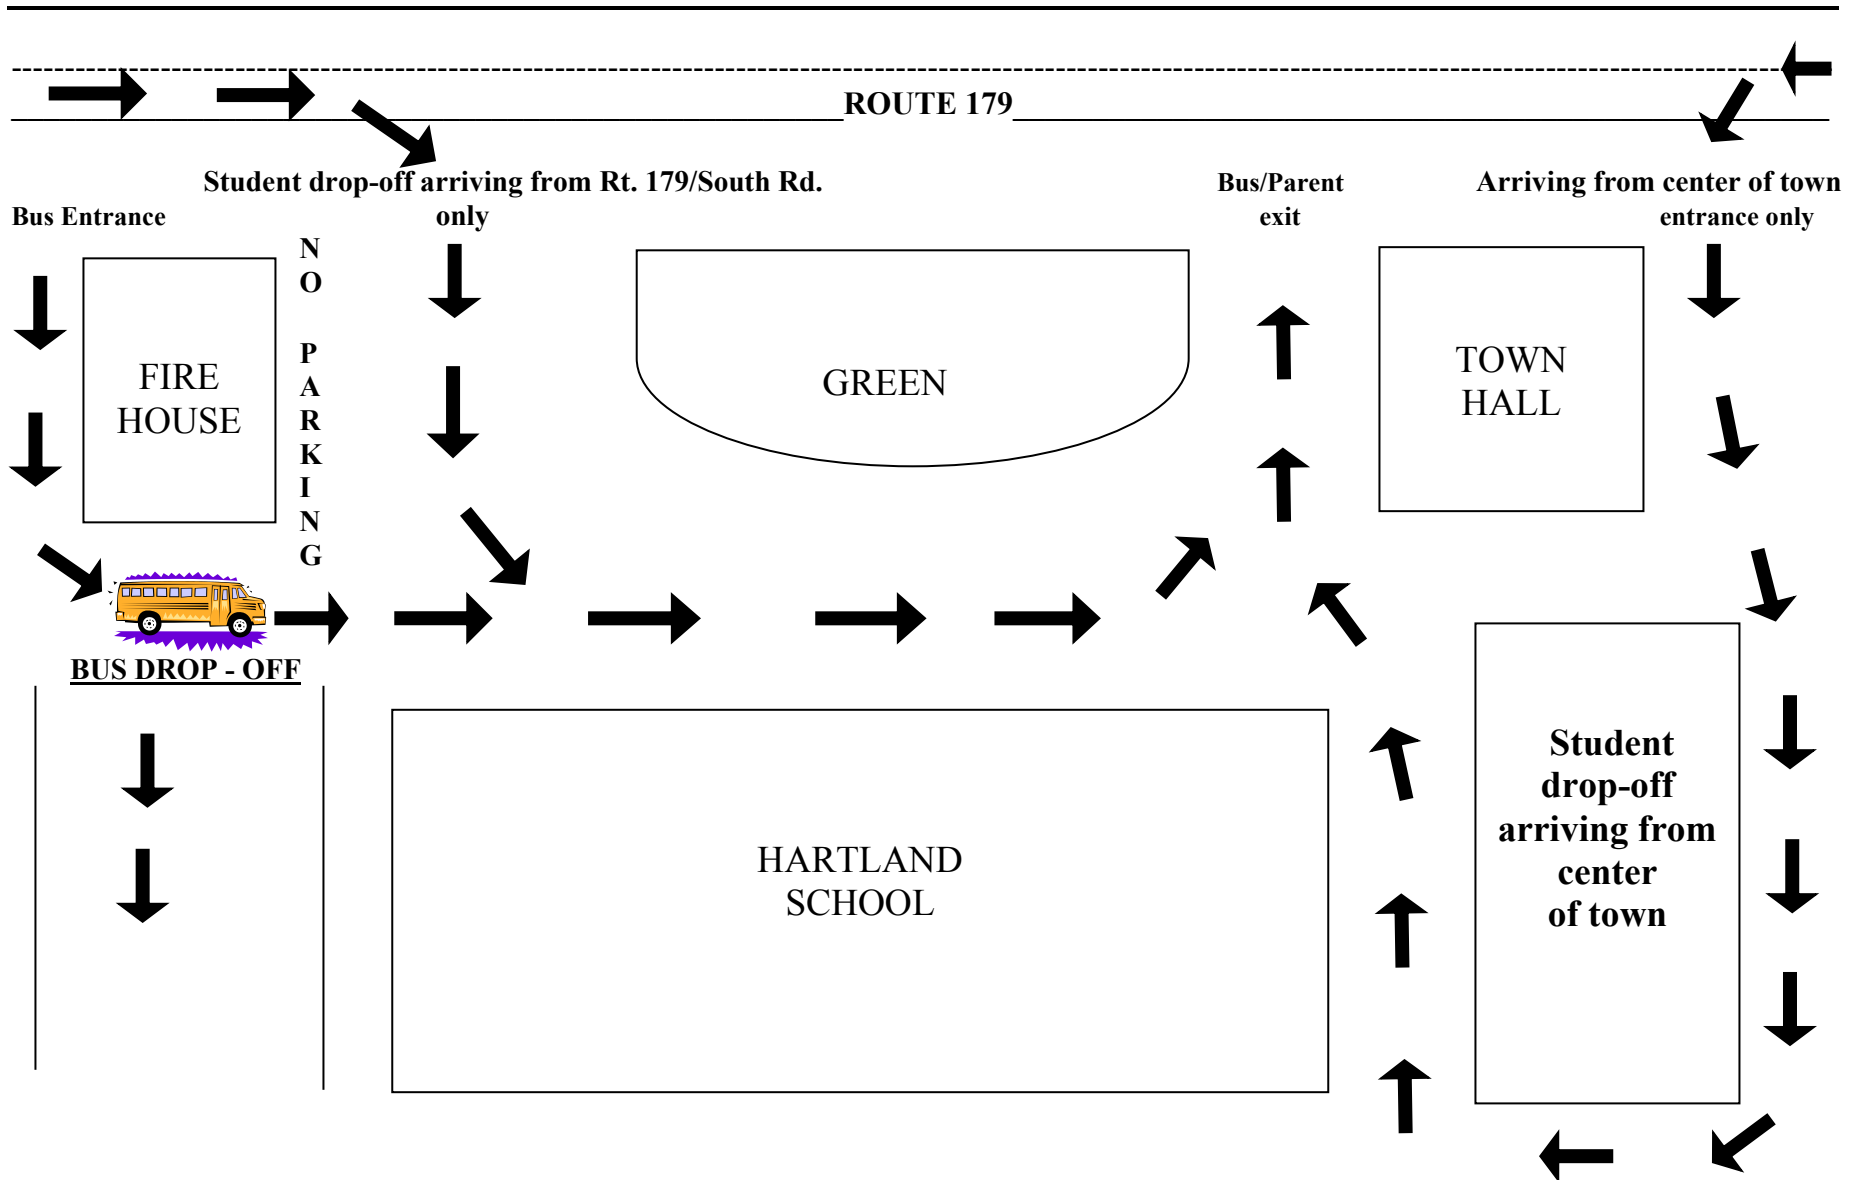 ROUTE 179
Student drop-off arriving from Rt. 179/South Rd.
only
Bus/Parent
exit
Arriving from center of town
entrance only
Bus Entrance
N
O
P
A
R
K
I
N
G
FIRE
HOUSE
GREEN
TOWN
HALL
BUS DROP - OFF
HARTLAND
SCHOOL
Student
drop-off
arriving from
center
of town